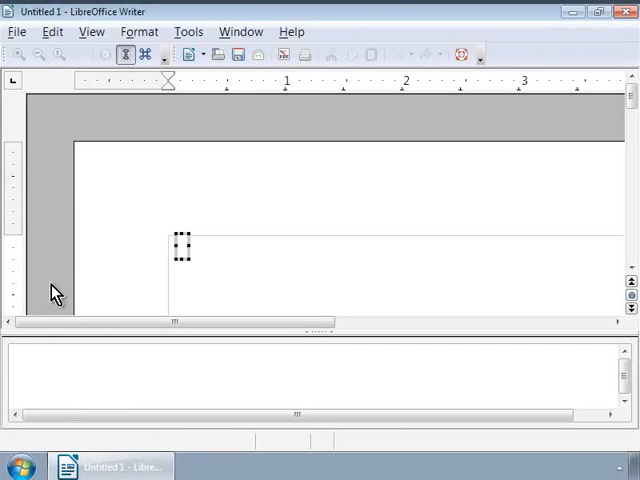 Untitled 1 - LibreOffice Writer
File Edit View Format Tools Window Help
1 2 3
Untitled 1 - Libre...